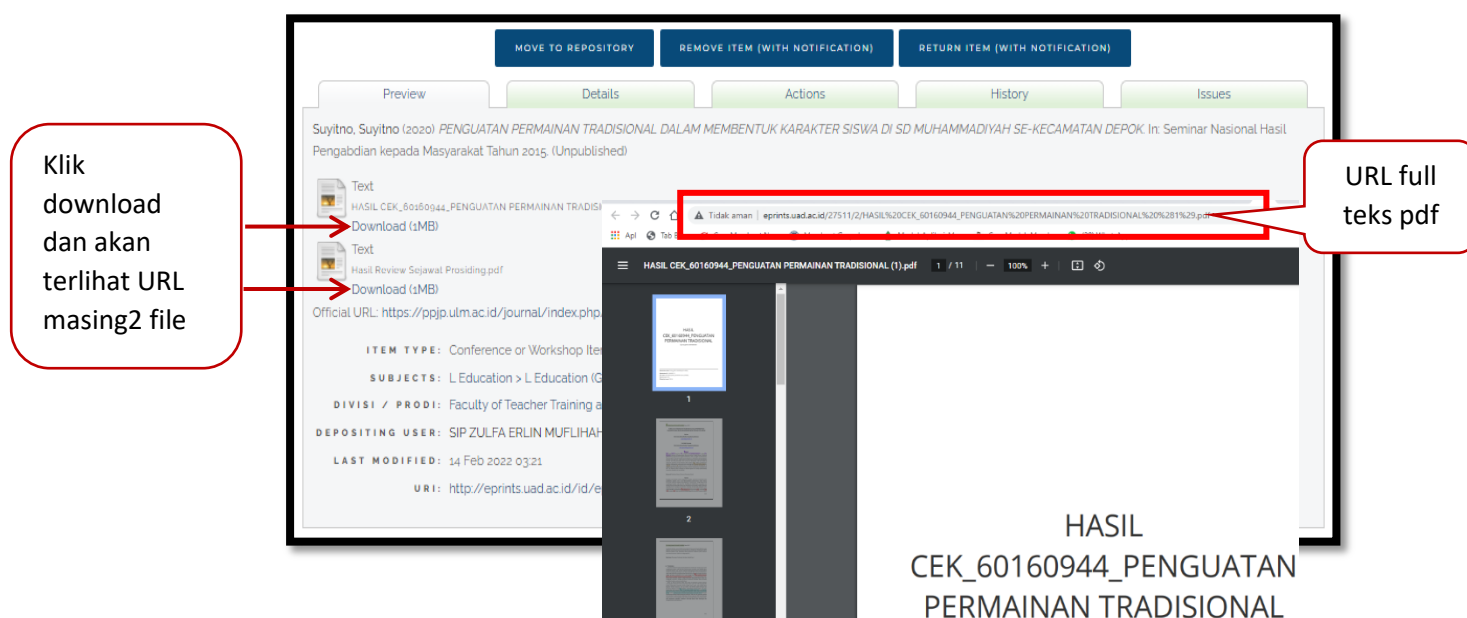 MOVE TO REPOSITORY
REMOVE ITEM (WITH NOTIFICATION)
RETURN ITEM (WITH NOTIFICATION)
Preview
Details
Actions
History
Issues
Suyitno, Suyitno (2020) PENGUATAN PERMAINAN TRADISIONAL DALAM MEMBENTUK KARAKTER SISWA DI SD MUHAMMADIYAH SE-KECAMATAN DEPOK. In: Seminar Nasional Hasil
Pengabdian kepada Masyarakat Tahun 2015. (Unpublished)
Klik
download
dan akan
terlihat URL
masing2 file
Text
HASIL CEK_60160944_PENGUATAN PERMAINAN TRADISI
Download (1MB)
Text
Hasil Review Sejawat Prosiding.pdf
Download (1MB)
Official URL: https://ppjp.ulm.ac.id/journal/index.php/
ITEM TYPE: Conference or Workshop Ite
SUBJECTS: L Education > L Education (G
DIVISI / PRODI: Faculty of Teacher Training a
DEPOSITING USER: SIP ZULFA ERLIN MUFLIHAH
LAST MODIFIED: 14 Feb 2022 03:21
URI: http://eprints.uad.ac.id/id/e
URL full
teks pdf
Tidak aman | eprints.uad.ac.id/27511/2/HASIL%20CEK_60160944_PENGUATAN%20PERMAINAN%20TRADISIONAL%20%281%29.pdf
Apl
HASIL CEK_60160944_PENGUATAN PERMAINAN TRADISIONAL (1).pdf 1 / 11 | − 100% +
HASIL
CEK_60160944_PENGUATAN
PERMAINAN TRADISIONAL
1
2
HASIL
CEK_60160944_PENGUATAN
PERMAINAN TRADISIONAL